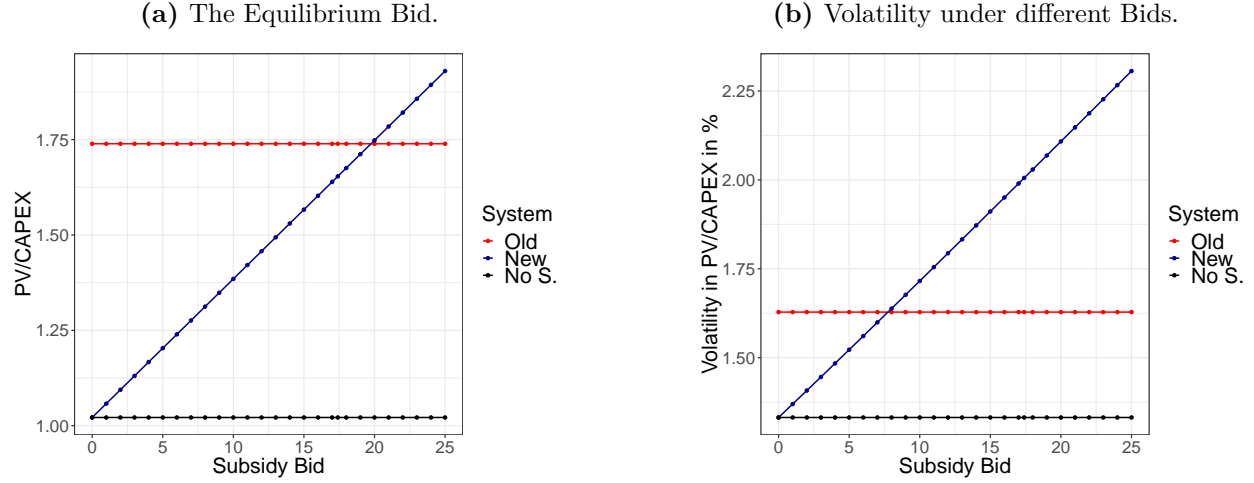 (a) The Equilibrium Bid.
PV/CAPEX
1.75
1.50
1.25
1.00
0 5 10 15 20 25
Subsidy Bid
System
Old
New
No S.
(b) Volatility under different Bids.
Volatility in PV/CAPEX in %
2.25
2.00
1.75
1.50
0 5 10 15 20 25
Subsidy Bid
System
Old
New
No S.